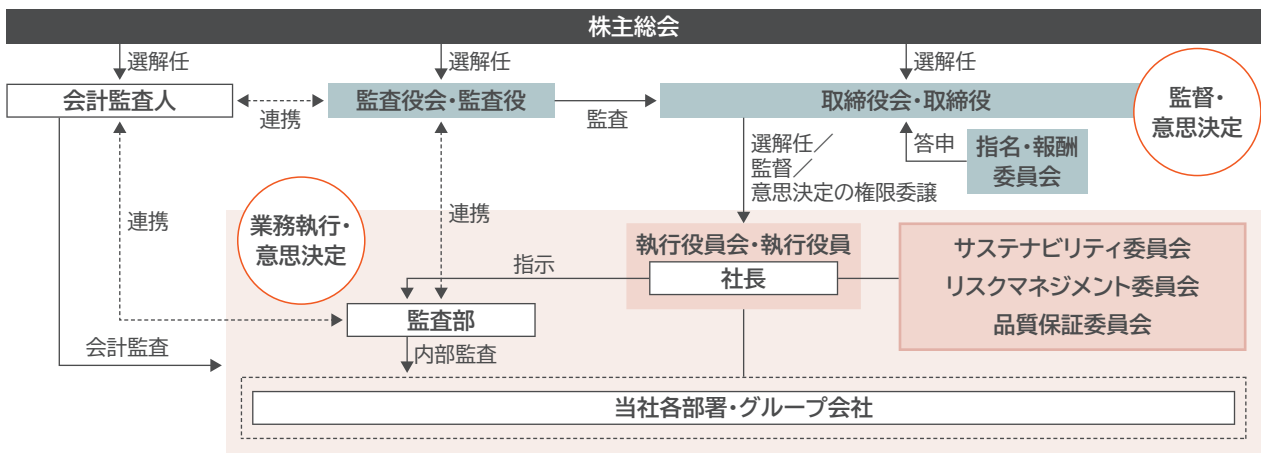 株主総会
選解任
選解任
選解任
会計監査人
連携
監査役会・監査役
監査
取締役会・取締役
監督・
意思決定
答申
指名・報酬
委員会
選解任／
監督／
意思決定の権限委譲
連携
連携
業務執行・
意思決定
執行役員会・執行役員
社長
指示
サステナビリティ委員会
リスクマネジメント委員会
品質保証委員会
監査部
会計監査
内部監査
当社各部署・グループ会社